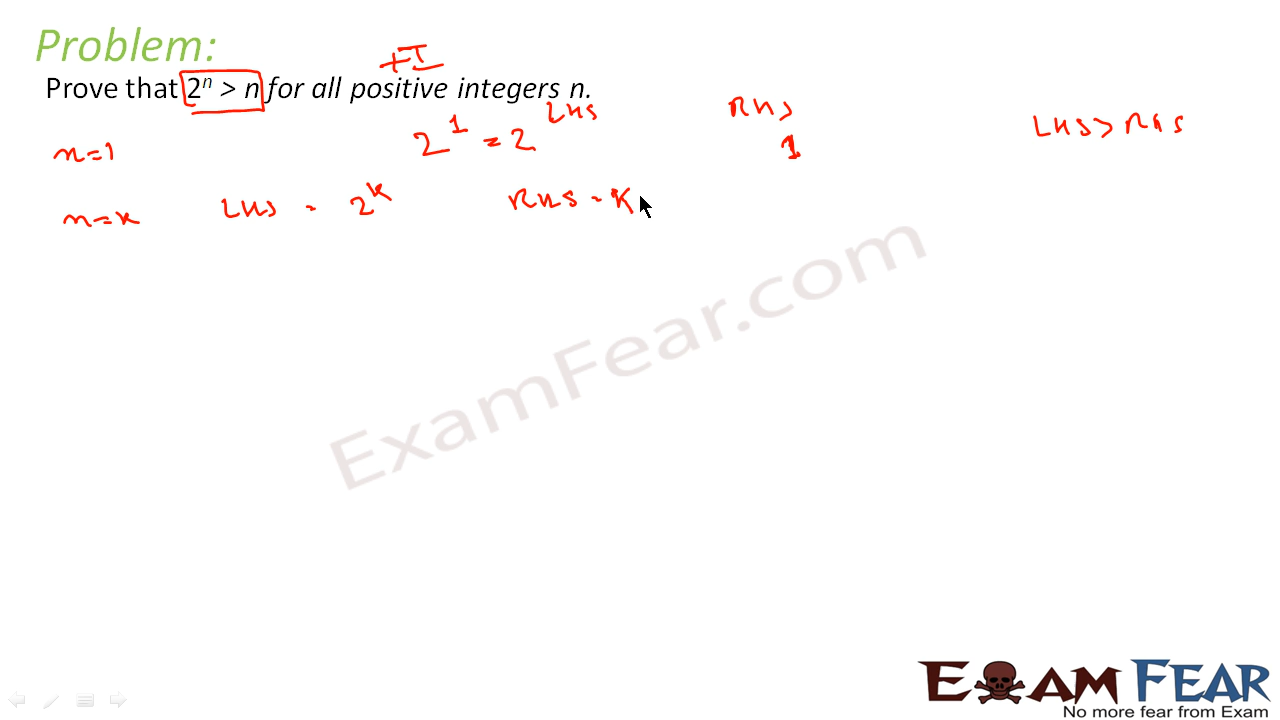 Problem:
+I
Prove that 2ⁿ > n for all positive integers n.
n=1 2¹ = 2 LHS RHS 1 LHS > RHS
n=k LHS = 2ᵏ RHS = k
ExamFear.com
EXAM FEAR
No more fear from Exam